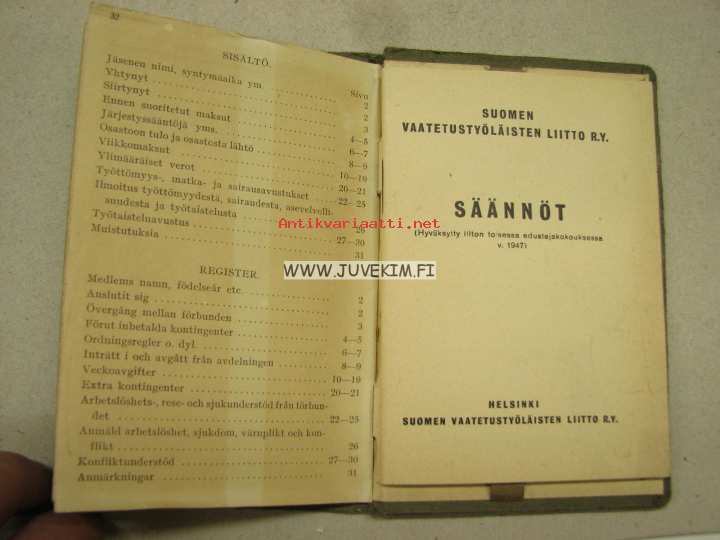 32
SISÄLTÖ.
Sivu
Jäsenen nimi, syntymäaika ym. 2
Yhtynyt 2
Siirtynyt 2
Ennen suoritetut maksut 3
Järjestyssääntöjä yms. 4—5
Osastoon tulo ja osastosta lähtö 6—7
Viikkomaksut 8—9
Ylimääräiset verot 10—19
Työttömyys-, matka- ja sairausavustukset 20—21
Ilmoitus työttömyydestä, sairaudesta, asevelvolli- 22—25
suudesta ja työtaistelusta 26
Työtaisteluavustus 27—30
Muistutuksia 31
REGISTER.
Medlems namn, födelseår etc. 2
Anslutit sig 2
Övergång mellan förbunden 2
Förut inbetalda kontingenter 3
Ordningsregler o. dyl. 4—5
Inträtt i och avgått från avdelningen 6—7
Veckoavgifter 8—9
Extra kontingenter 10—19
Arbetslöshets-, rese- och sjukunderstöd från förbun- 20—21
det 22—25
Anmäld arbetslöshet, sjukdom, värnplikt och kon-
flikt 26
Konfliktunderstöd 27—30
Anmärkningar 31
SUOMEN
VAATETUSTYÖLÄISTEN LIITTO R.Y.
SÄÄNNÖT
(Hyväksytty liiton toisessa edustajakokouksessa
v. 1947)
HELSINKI
SUOMEN VAATETUSTYÖLÄISTEN LIITTO R.Y.
Antikvariaatti.net
WWW.JUVEKIM.FI